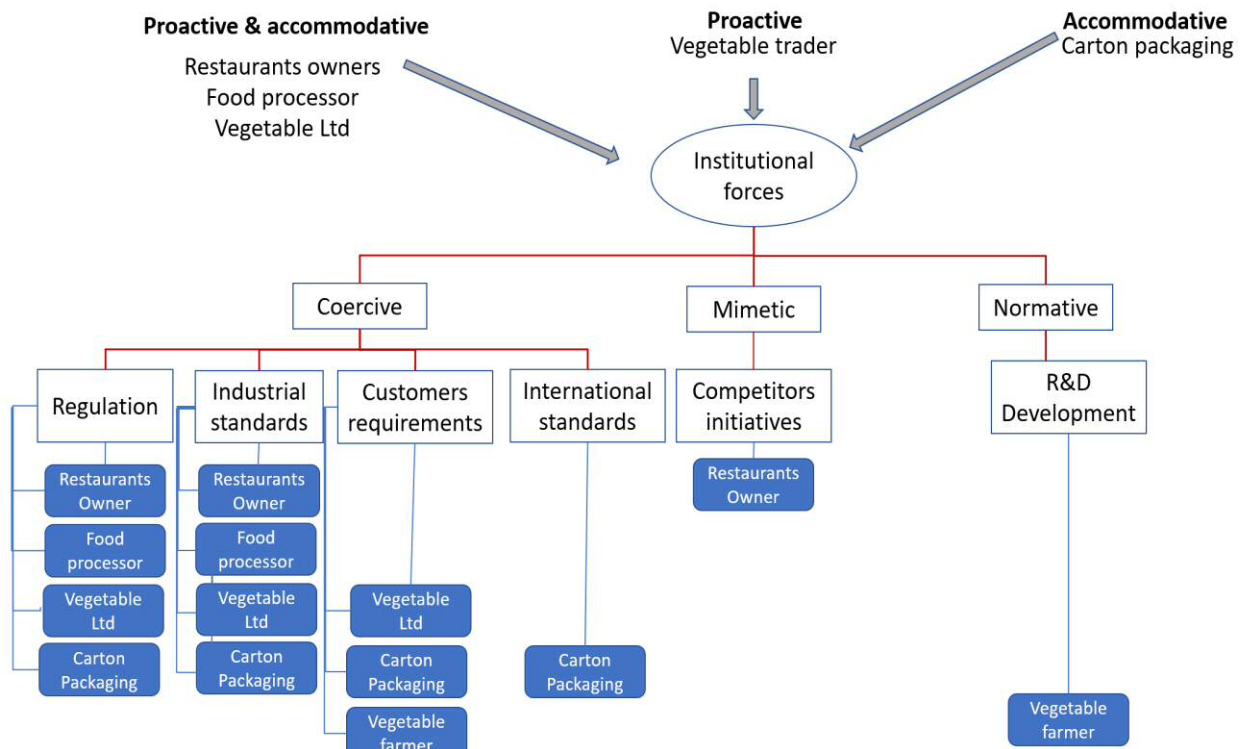 Proactive & accommodative
Restaurants owners
Food processor
Vegetable Ltd
Proactive
Vegetable trader
Accommodative
Carton packaging
Institutional
forces
Coercive
Mimetic
Normative
Regulation
Industrial
standards
Customers
requirements
International
standards
Competitors
initiatives
R&D
Development
Restaurants
Owner
Food
processor
Vegetable
Ltd
Carton
Packaging
Restaurants
Owner
Food
processor
Vegetable
Ltd
Carton
Packaging
Vegetable
Ltd
Carton
Packaging
Vegetable
farmer
Carton
Packaging
Restaurants
Owner
Vegetable
farmer